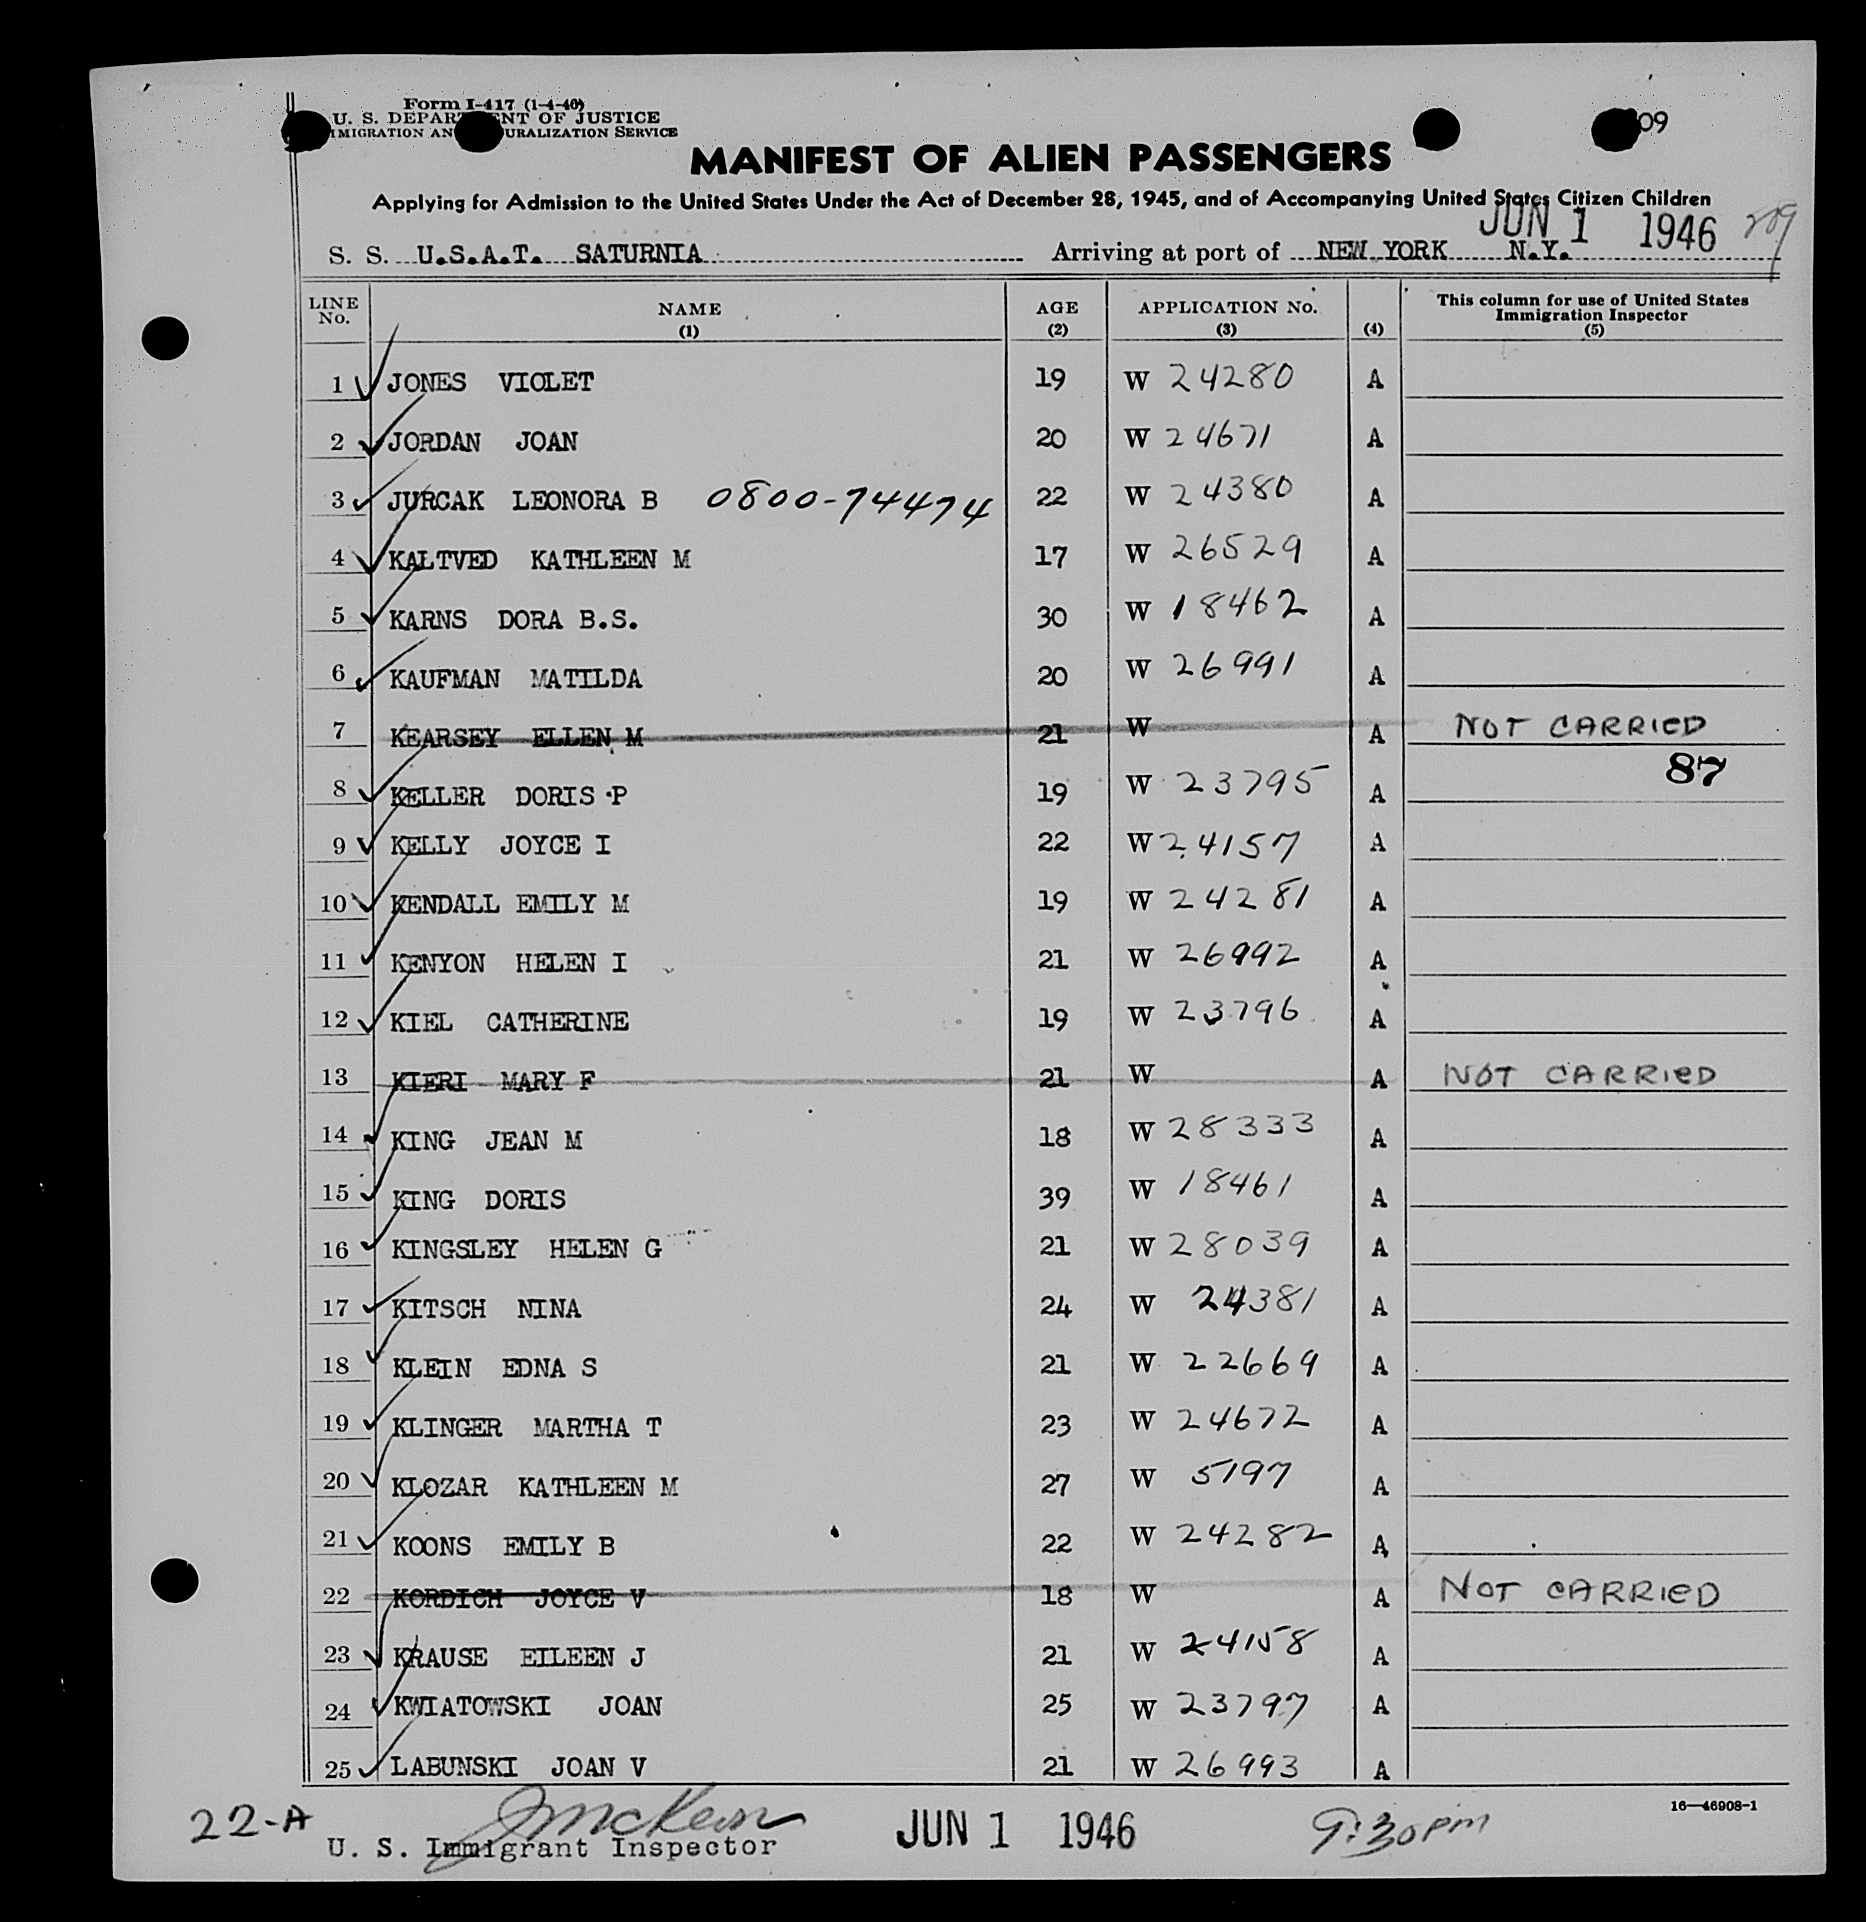 Form I-417 (1-4-46)
U. S. DEPARTMENT OF JUSTICE
IMMIGRATION AND NATURALIZATION SERVICE
09
MANIFEST OF ALIEN PASSENGERS
Applying for Admission to the United States Under the Act of December 28, 1945, and of Accompanying United States Citizen Children
JUN 1 1946 209
S. S. U.S.A.T. SATURNIA Arriving at port of NEW YORK N.Y.
LINE No. NAME (1) AGE (2) APPLICATION No. (3) (4) This column for use of United States Immigration Inspector (5)
1 JONES VIOLET 19 W 24280 A
2 JORDAN JOAN 20 W 24671 A
3 JURCAK LEONORA B 0800-74474 22 W 24380 A
4 KALTVED KATHLEEN M 17 W 26529 A
5 KARNS DORA B.S. 30 W 18462 A
6 KAUFMAN MATILDA 20 W 26991 A
7 KEARSEY ELLEN M 21 W A NOT CARRIED
87
8 KELLER DORIS P 19 W 23795 A
9 KELLY JOYCE I 22 W 24157 A
10 KENDALL EMILY M 19 W 24281 A
11 KENYON HELEN I 21 W 26992 A
12 KIEL CATHERINE 19 W 23796 A
13 KIERI MARY F 21 W A NOT CARRIED
14 KING JEAN M 18 W 28333 A
15 KING DORIS 39 W 18461 A
16 KINGSLEY HELEN G 21 W 28039 A
17 KITSCH NINA 24 W 24381 A
18 KLEIN EDNA S 21 W 22669 A
19 KLINGER MARTHA T 23 W 24672 A
20 KLOZAR KATHLEEN M 27 W 5197 A
21 KOONS EMILY B 22 W 24282 A
22 KORDICH JOYCE V 18 W A NOT CARRIED
23 KRAUSE EILEEN J 21 W 24158 A
24 KWIATOWSKI JOAN 25 W 23797 A
25 LABUNSKI JOAN V 21 W 26993 A
16—46908-1
22-A JUN 1 1946 9:30 PM
U. S. Immigrant Inspector